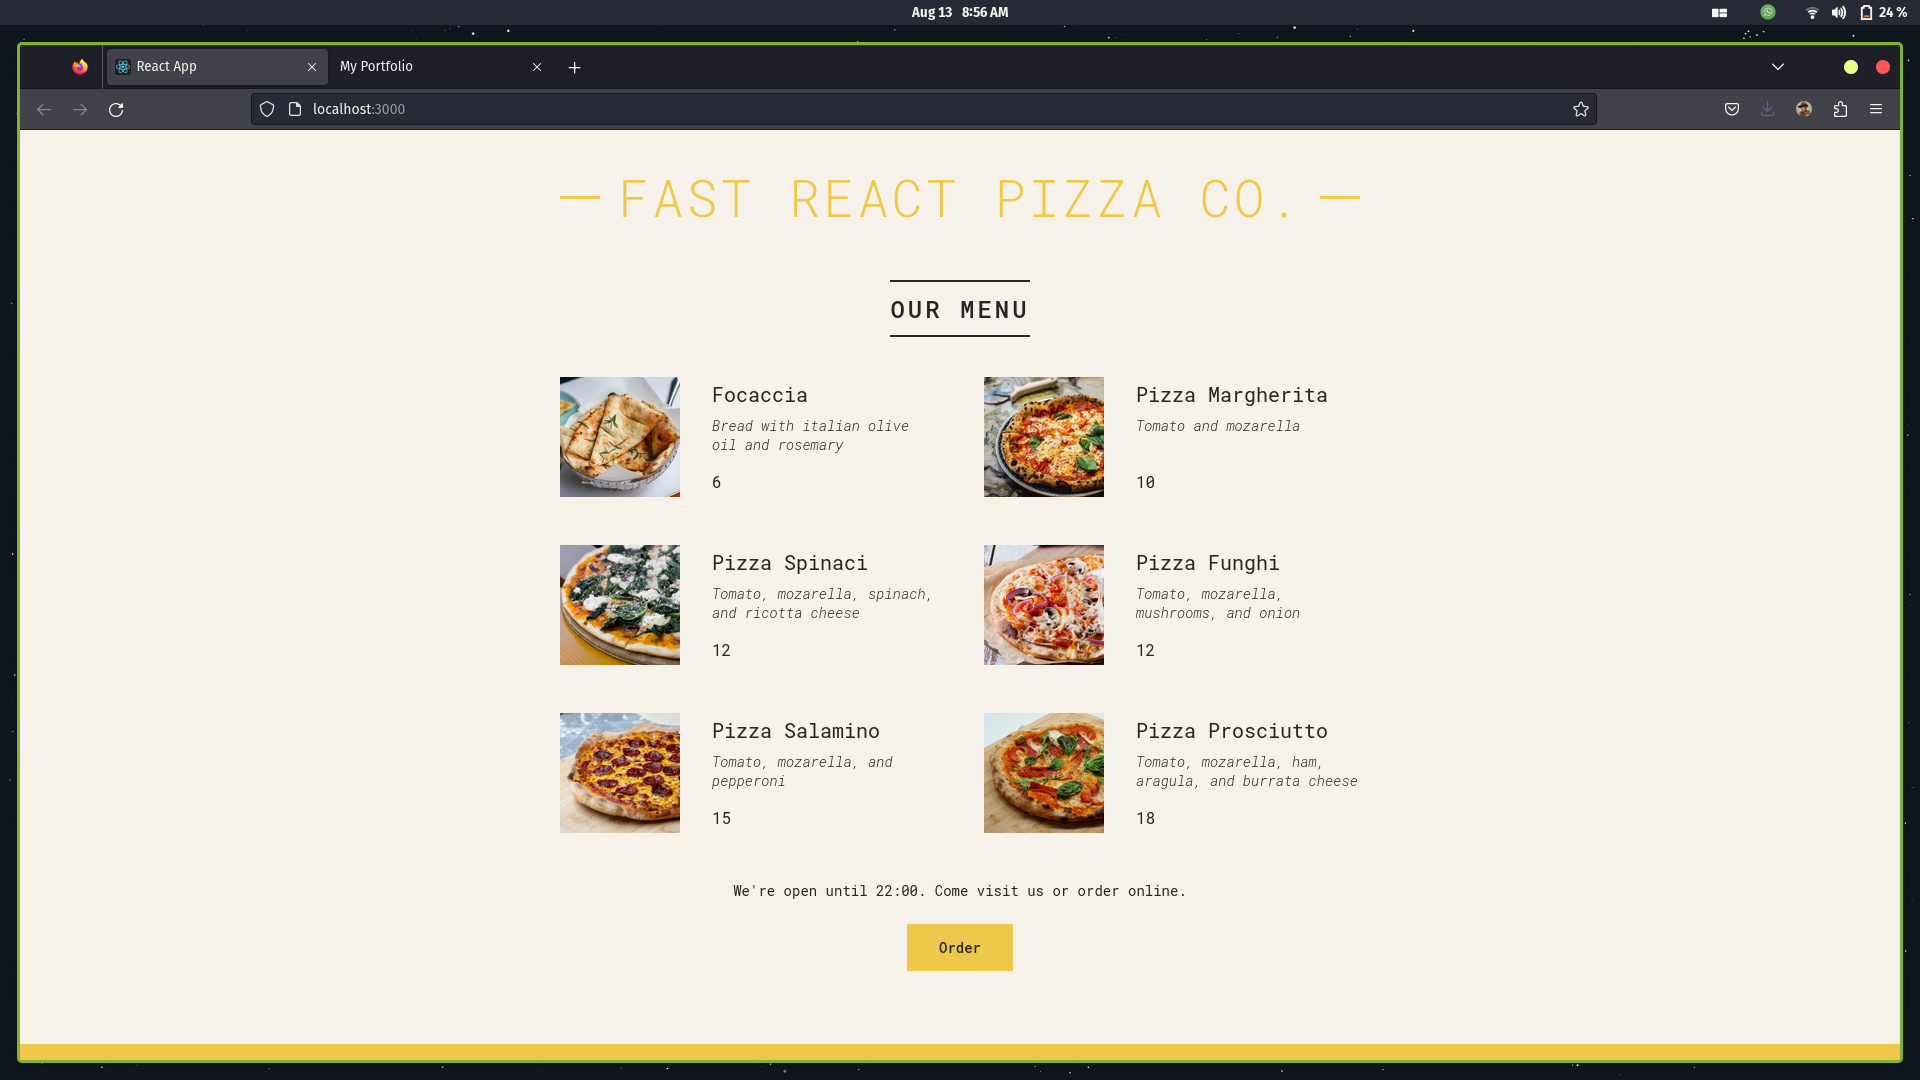 Aug 13 8:56 AM
24 %
React App
My Portfolio
localhost:3000
FAST REACT PIZZA CO.
OUR MENU
Focaccia
Bread with italian olive
oil and rosemary
6
Pizza Margherita
Tomato and mozarella
10
Pizza Spinaci
Tomato, mozarella, spinach,
and ricotta cheese
12
Pizza Funghi
Tomato, mozarella,
mushrooms, and onion
12
Pizza Salamino
Tomato, mozarella, and
pepperoni
15
Pizza Prosciutto
Tomato, mozarella, ham,
aragula, and burrata cheese
18
We're open until 22:00. Come visit us or order online.
Order